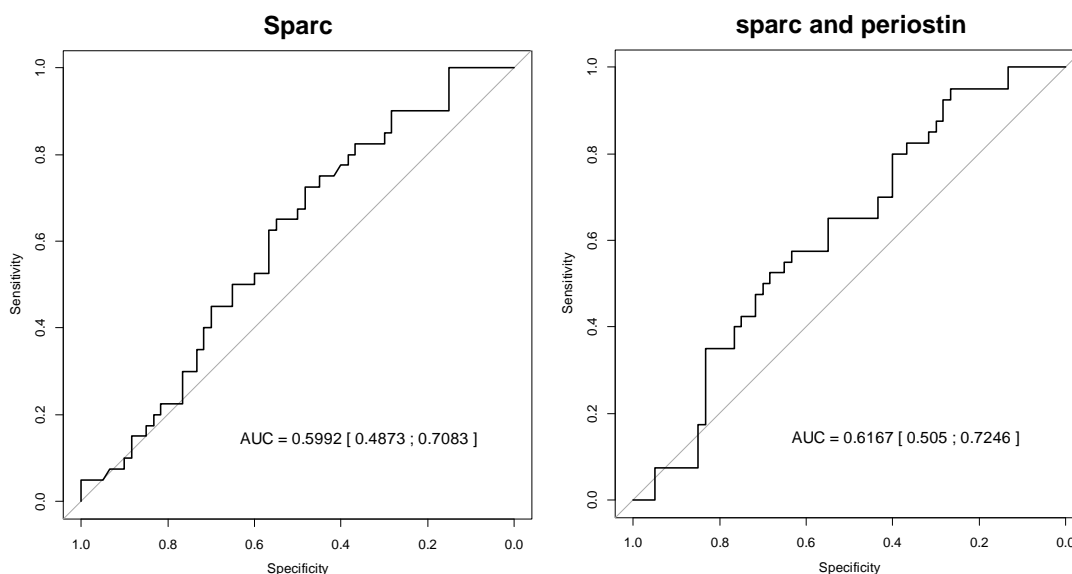 Sparc
1.0
0.8
0.6
0.4
0.2
0.0
Sensitivity
AUC = 0.5992 [ 0.4873 ; 0.7083 ]
1.0 0.8 0.6 0.4 0.2 0.0
Specificity
sparc and periostin
1.0
0.8
0.6
0.4
0.2
0.0
Sensitivity
AUC = 0.6167 [ 0.505 ; 0.7246 ]
1.0 0.8 0.6 0.4 0.2 0.0
Specificity